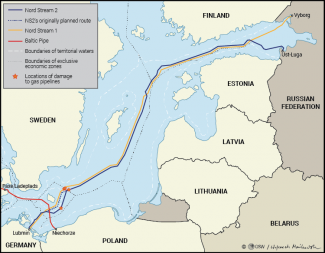 Nord Stream 2
NS2's originally planned route
Nord Stream 1
Baltic Pipe
Boundaries of territorial waters
Boundaries of exclusive
economic zones
Locations of damage
to gas pipelines
FINLAND
Vyborg
Ust-Luga
ESTONIA
RUSSIAN
FEDERATION
SWEDEN
LATVIA
LITHUANIA
BELARUS
Lubmin
Niechorze
GERMANY
POLAND
© OSW